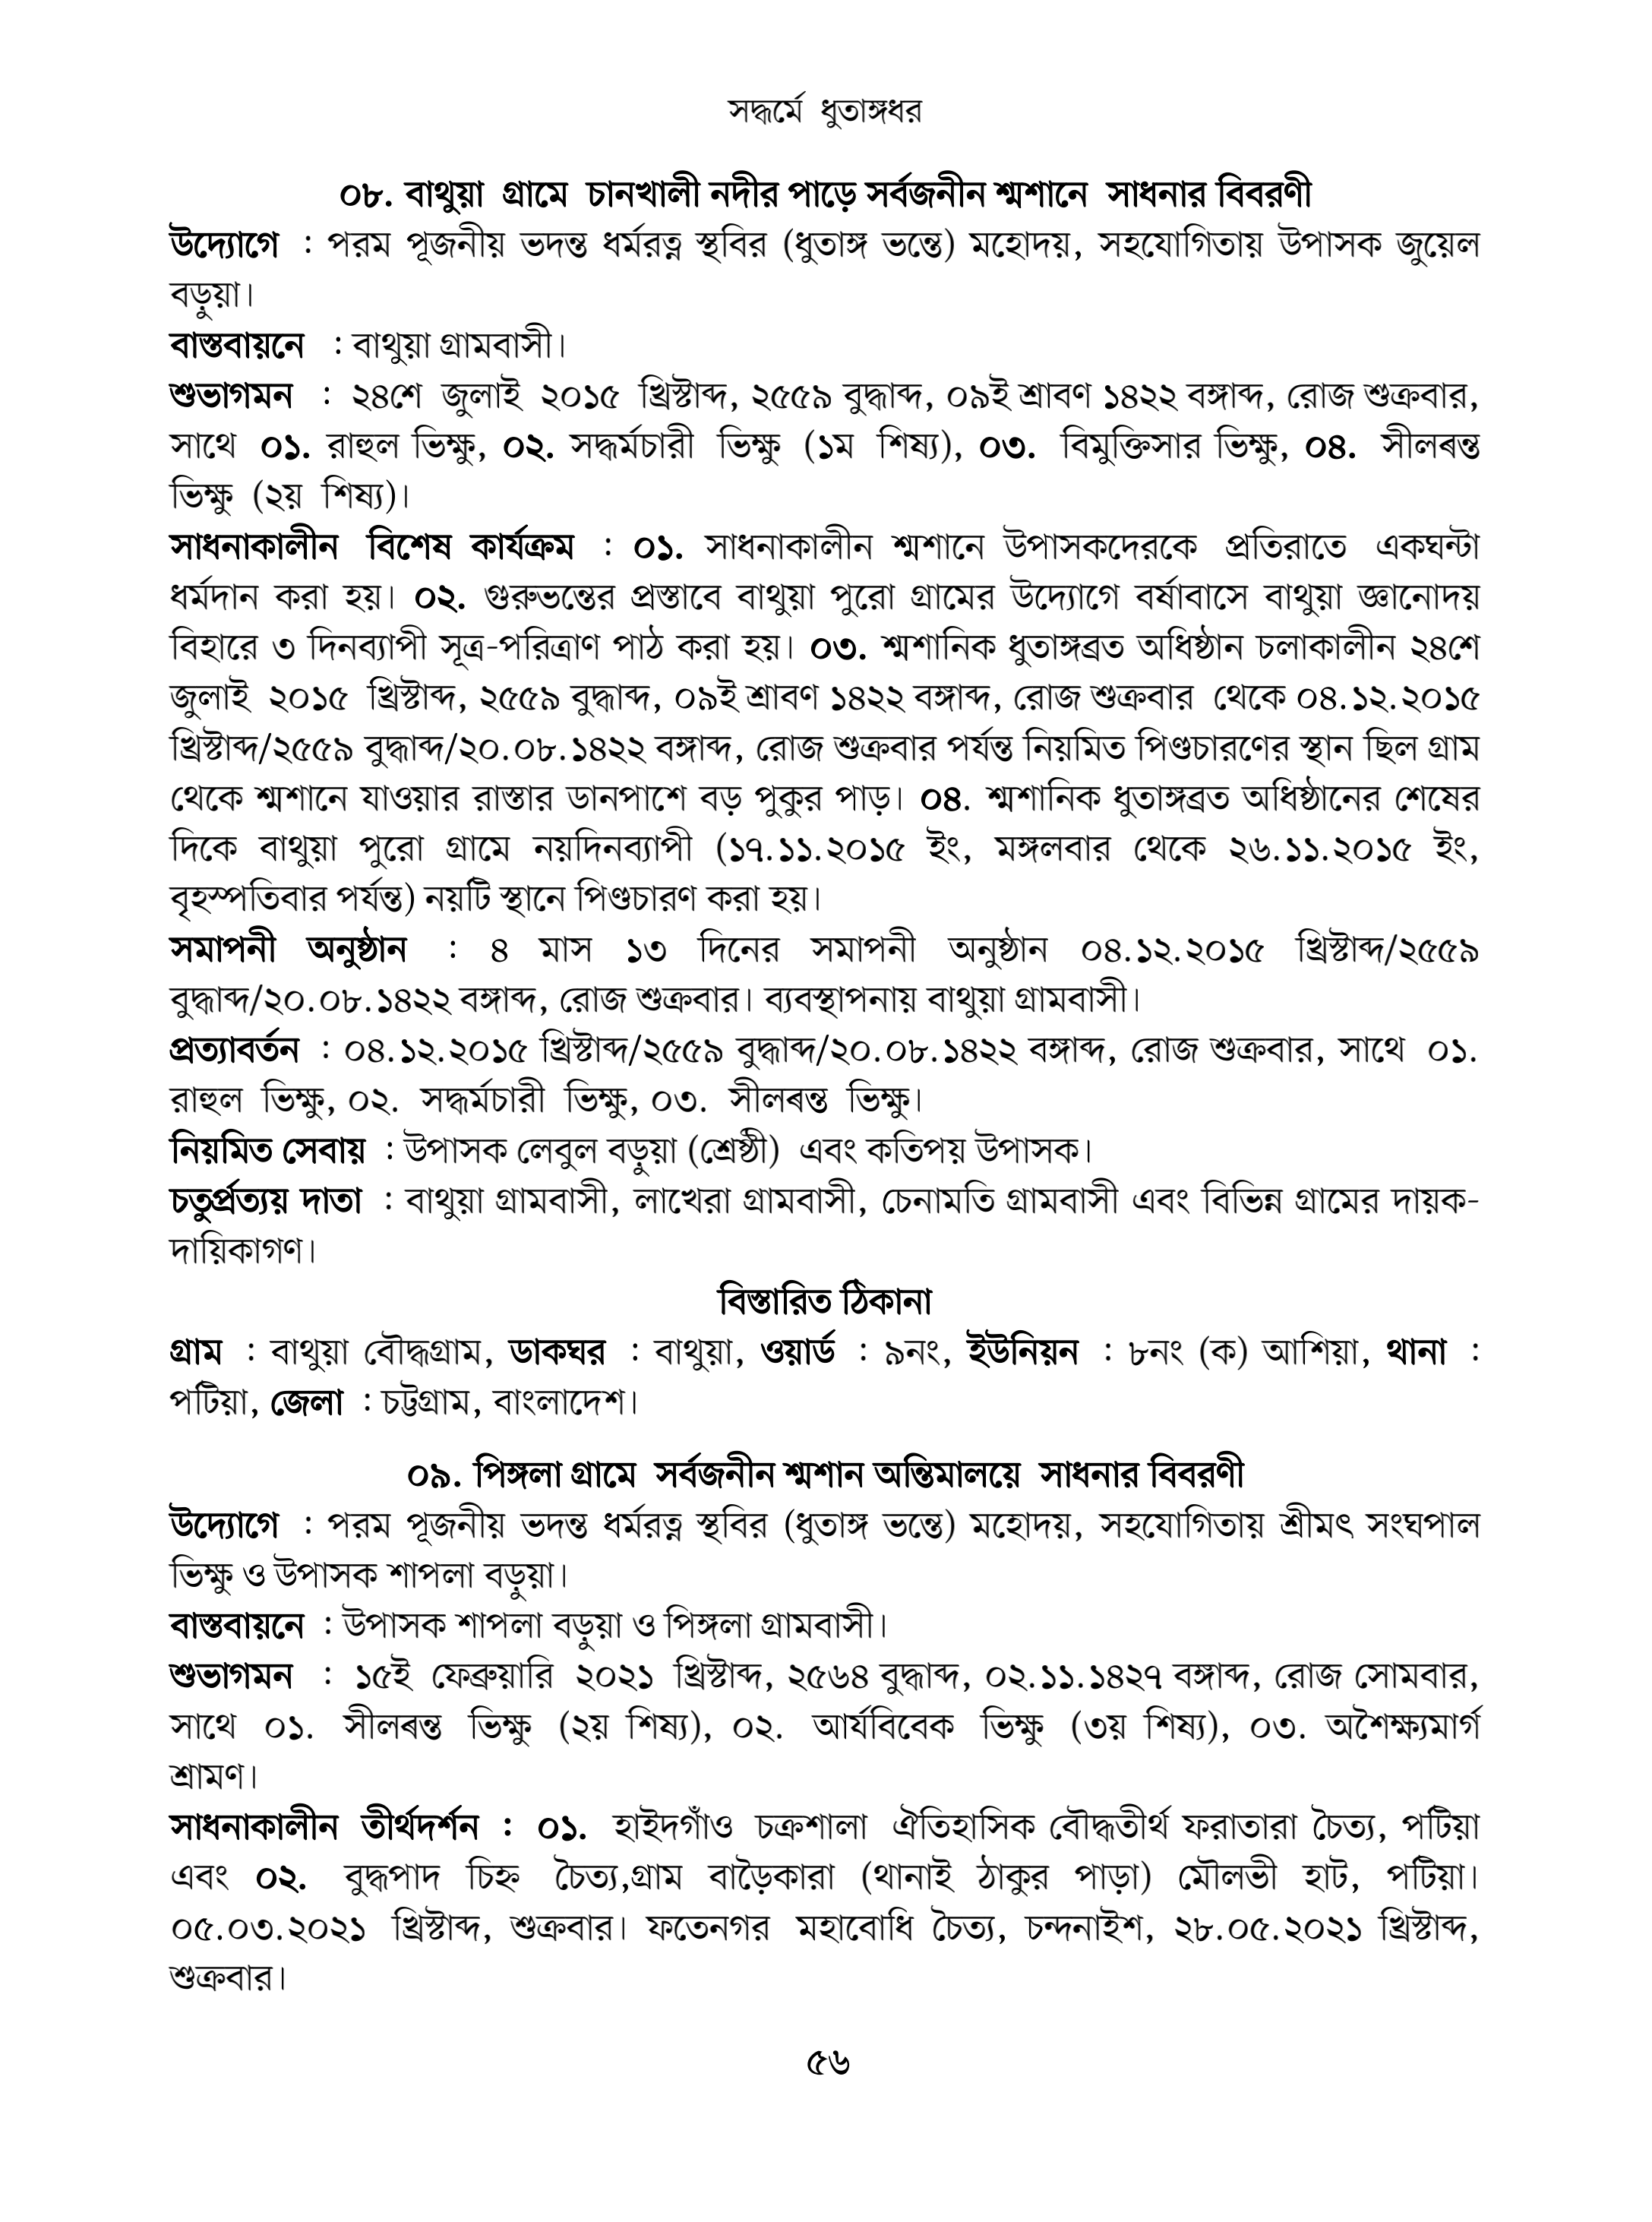 সদ্ধর্মে ধুতাঙ্গধর
০৮. বাথুয়া গ্রামে চানখালী নদীর পাড়ে সর্বজনীন শ্মশানে সাধনার বিবরণী
উদ্যোগে : পরম পূজনীয় ভদন্ত ধর্মরত্ন স্থবির (ধুতাঙ্গ ভন্তে) মহোদয়, সহযোগিতায় উপাসক জুয়েল
বড়ুয়া।
বাস্তবায়নে : বাথুয়া গ্রামবাসী।
শুভাগমন : ২৪শে জুলাই ২০১৫ খ্রিস্টাব্দ, ২৫৫৯ বুদ্ধাব্দ, ০৯ই শ্রাবণ ১৪২২ বঙ্গাব্দ, রোজ শুক্রবার,
সাথে ০১. রাহুল ভিক্ষু, ০২. সদ্ধর্মচারী ভিক্ষু (১ম শিষ্য), ০৩. বিমুক্তিসার ভিক্ষু, ০৪. সীলৰন্ত
ভিক্ষু (২য় শিষ্য)।
সাধনাকালীন বিশেষ কার্যক্রম : ০১. সাধনাকালীন শ্মশানে উপাসকদেরকে প্রতিরাতে একঘন্টা
ধর্মদান করা হয়। ০২. গুরুভন্তের প্রস্তাবে বাথুয়া পুরো গ্রামের উদ্যোগে বর্ষাবাসে বাথুয়া জ্ঞানোদয়
বিহারে ৩ দিনব্যাপী সূত্র-পরিত্রাণ পাঠ করা হয়। ০৩. শ্মশানিক ধুতাঙ্গব্রত অধিষ্ঠান চলাকালীন ২৪শে
জুলাই ২০১৫ খ্রিস্টাব্দ, ২৫৫৯ বুদ্ধাব্দ, ০৯ই শ্রাবণ ১৪২২ বঙ্গাব্দ, রোজ শুক্রবার থেকে ০৪.১২.২০১৫
খ্রিস্টাব্দ/২৫৫৯ বুদ্ধাব্দ/২০.০৮.১৪২২ বঙ্গাব্দ, রোজ শুক্রবার পর্যন্ত নিয়মিত পিণ্ডচারণের স্থান ছিল গ্রাম
থেকে শ্মশানে যাওয়ার রাস্তার ডানপাশে বড় পুকুর পাড়। ০৪. শ্মশানিক ধুতাঙ্গব্রত অধিষ্ঠানের শেষের
দিকে বাথুয়া পুরো গ্রামে নয়দিনব্যাপী (১৭.১১.২০১৫ ইং, মঙ্গলবার থেকে ২৬.১১.২০১৫ ইং,
বৃহস্পতিবার পর্যন্ত) নয়টি স্থানে পিণ্ডচারণ করা হয়।
সমাপনী অনুষ্ঠান : ৪ মাস ১৩ দিনের সমাপনী অনুষ্ঠান ০৪.১২.২০১৫ খ্রিস্টাব্দ/২৫৫৯
বুদ্ধাব্দ/২০.০৮.১৪২২ বঙ্গাব্দ, রোজ শুক্রবার। ব্যবস্থাপনায় বাথুয়া গ্রামবাসী।
প্রত্যাবর্তন : ০৪.১২.২০১৫ খ্রিস্টাব্দ/২৫৫৯ বুদ্ধাব্দ/২০.০৮.১৪২২ বঙ্গাব্দ, রোজ শুক্রবার, সাথে ০১.
রাহুল ভিক্ষু, ০২. সদ্ধর্মচারী ভিক্ষু, ০৩. সীলৰন্ত ভিক্ষু।
নিয়মিত সেবায় : উপাসক লেবুল বড়ুয়া (শ্রেষ্ঠী) এবং কতিপয় উপাসক।
চতুর্প্রত্যয় দাতা : বাথুয়া গ্রামবাসী, লাখেরা গ্রামবাসী, চেনামতি গ্রামবাসী এবং বিভিন্ন গ্রামের দায়ক-
দায়িকাগণ।
বিস্তারিত ঠিকানা
গ্রাম : বাথুয়া বৌদ্ধগ্রাম, ডাকঘর : বাথুয়া, ওয়ার্ড : ৯নং, ইউনিয়ন : ৮নং (ক) আশিয়া, থানা :
পটিয়া, জেলা : চট্টগ্রাম, বাংলাদেশ।
০৯. পিঙ্গলা গ্রামে সর্বজনীন শ্মশান অন্তিমালয়ে সাধনার বিবরণী
উদ্যোগে : পরম পূজনীয় ভদন্ত ধর্মরত্ন স্থবির (ধুতাঙ্গ ভন্তে) মহোদয়, সহযোগিতায় শ্রীমৎ সংঘপাল
ভিক্ষু ও উপাসক শাপলা বড়ুয়া।
বাস্তবায়নে : উপাসক শাপলা বড়ুয়া ও পিঙ্গলা গ্রামবাসী।
শুভাগমন : ১৫ই ফেব্রুয়ারি ২০২১ খ্রিস্টাব্দ, ২৫৬৪ বুদ্ধাব্দ, ০২.১১.১৪২৭ বঙ্গাব্দ, রোজ সোমবার,
সাথে ০১. সীলৰন্ত ভিক্ষু (২য় শিষ্য), ০২. আর্যবিবেক ভিক্ষু (৩য় শিষ্য), ০৩. অশৈক্ষ্যমার্গ
শ্রামণ।
সাধনাকালীন তীর্থদর্শন : ০১. হাইদগাঁও চক্রশালা ঐতিহাসিক বৌদ্ধতীর্থ ফরাতারা চৈত্য, পটিয়া
এবং ০২. বুদ্ধপাদ চিহ্ন চৈত্য,গ্রাম বাড়ৈকারা (থানাই ঠাকুর পাড়া) মৌলভী হাট, পটিয়া।
০৫.০৩.২০২১ খ্রিস্টাব্দ, শুক্রবার। ফতেনগর মহাবোধি চৈত্য, চন্দনাইশ, ২৮.০৫.২০২১ খ্রিস্টাব্দ,
শুক্রবার।
৫৬